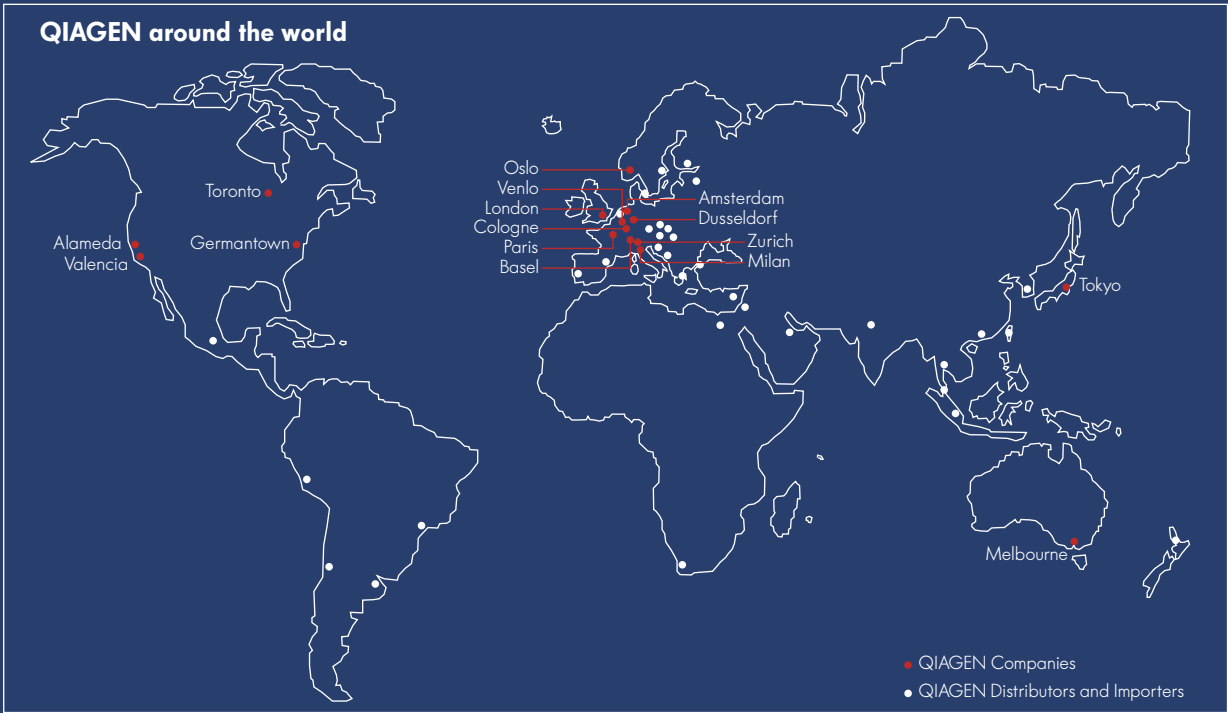 QIAGEN around the world
Oslo
Venlo
London
Cologne
Paris
Basel
Amsterdam
Dusseldorf
Zurich
Milan
Toronto
Alameda
Valencia
Germantown
Tokyo
Melbourne
QIAGEN Companies
QIAGEN Distributors and Importers